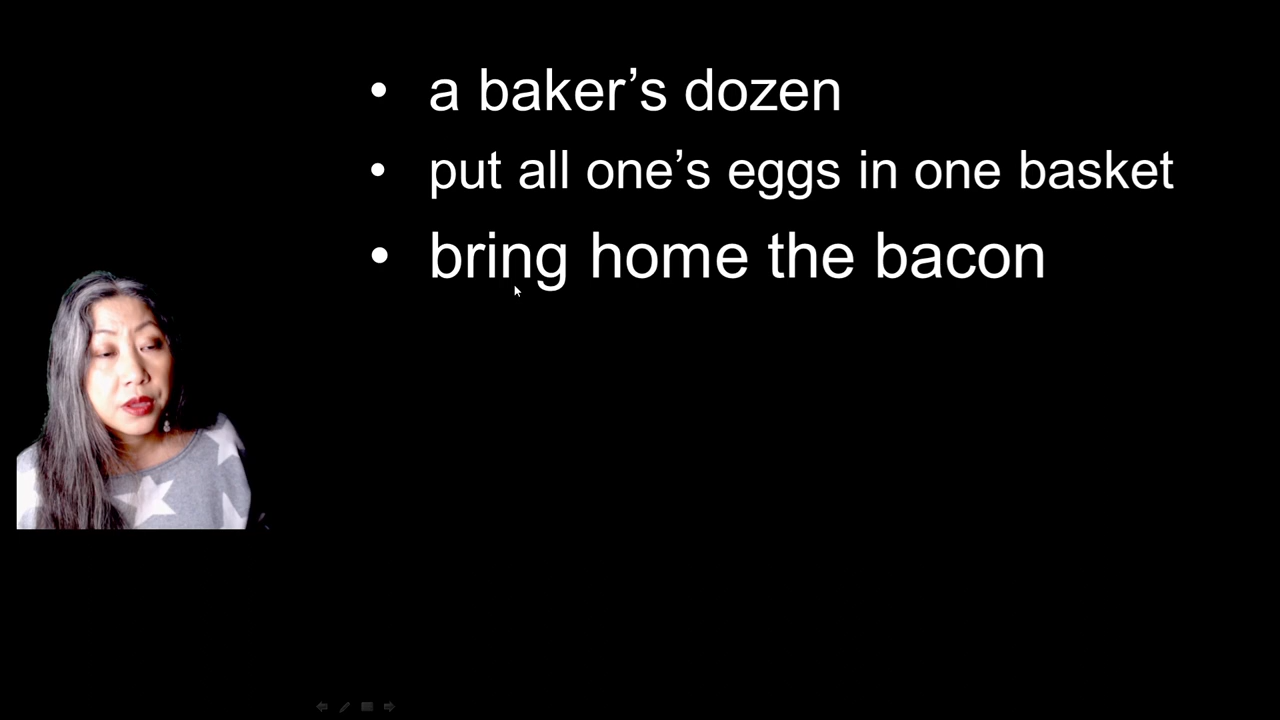 • a baker’s dozen
• put all one’s eggs in one basket
• bring home the bacon